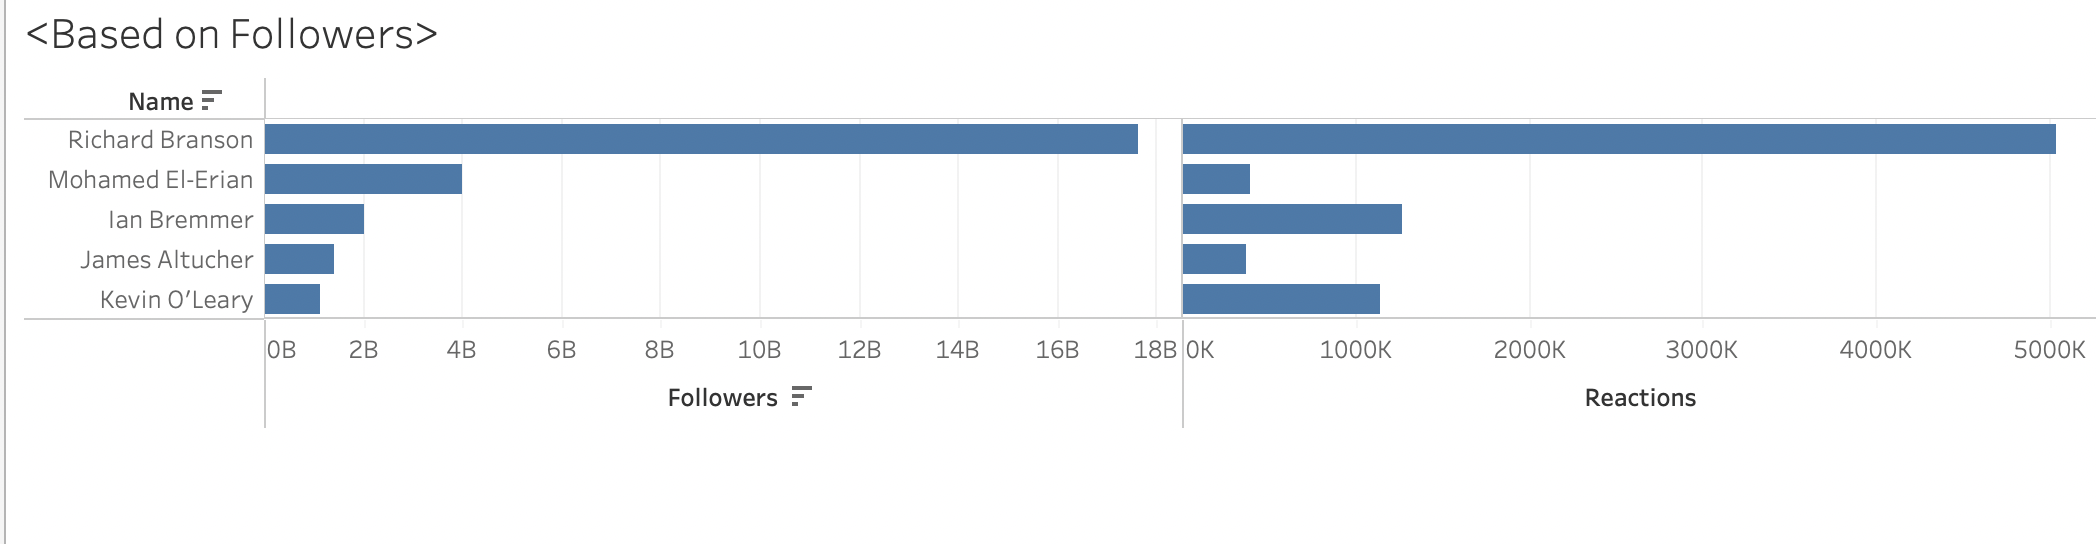 <Based on Followers>
Name
Richard Branson
Mohamed El-Erian
Ian Bremmer
James Altucher
Kevin O'Leary
0B 2B 4B 6B 8B 10B 12B 14B 16B 18B 0K 1000K 2000K 3000K 4000K 5000K
Followers Reactions